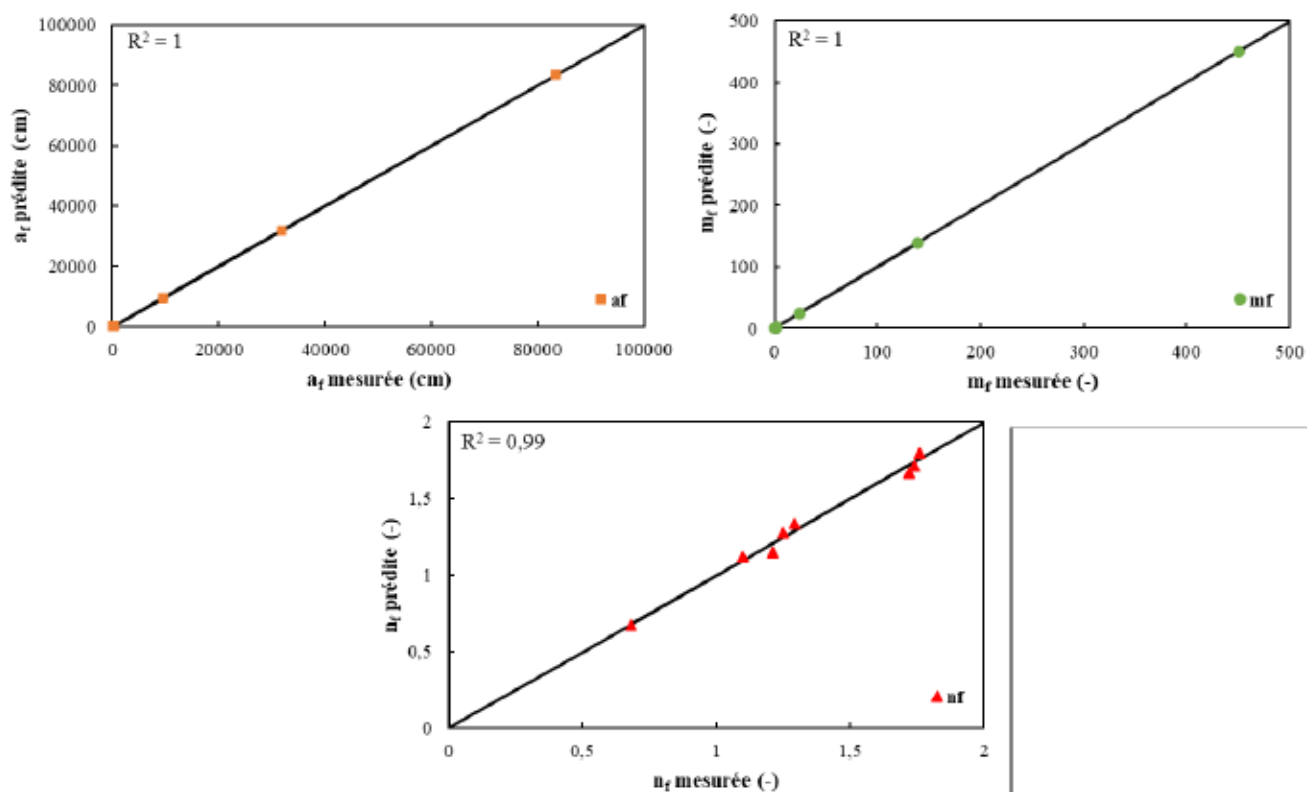 R² = 1
100000
80000
60000
40000
20000
0
a_f prédite (cm)
0 20000 40000 60000 80000 100000
a_f mesurée (cm)
af
R² = 1
500
400
300
200
100
0
m_f prédite (-)
0 100 200 300 400 500
m_f mesurée (-)
mf
R² = 0,99
2
1,5
1
0,5
0
n_f prédite (-)
0 0,5 1 1,5 2
n_f mesurée (-)
nf